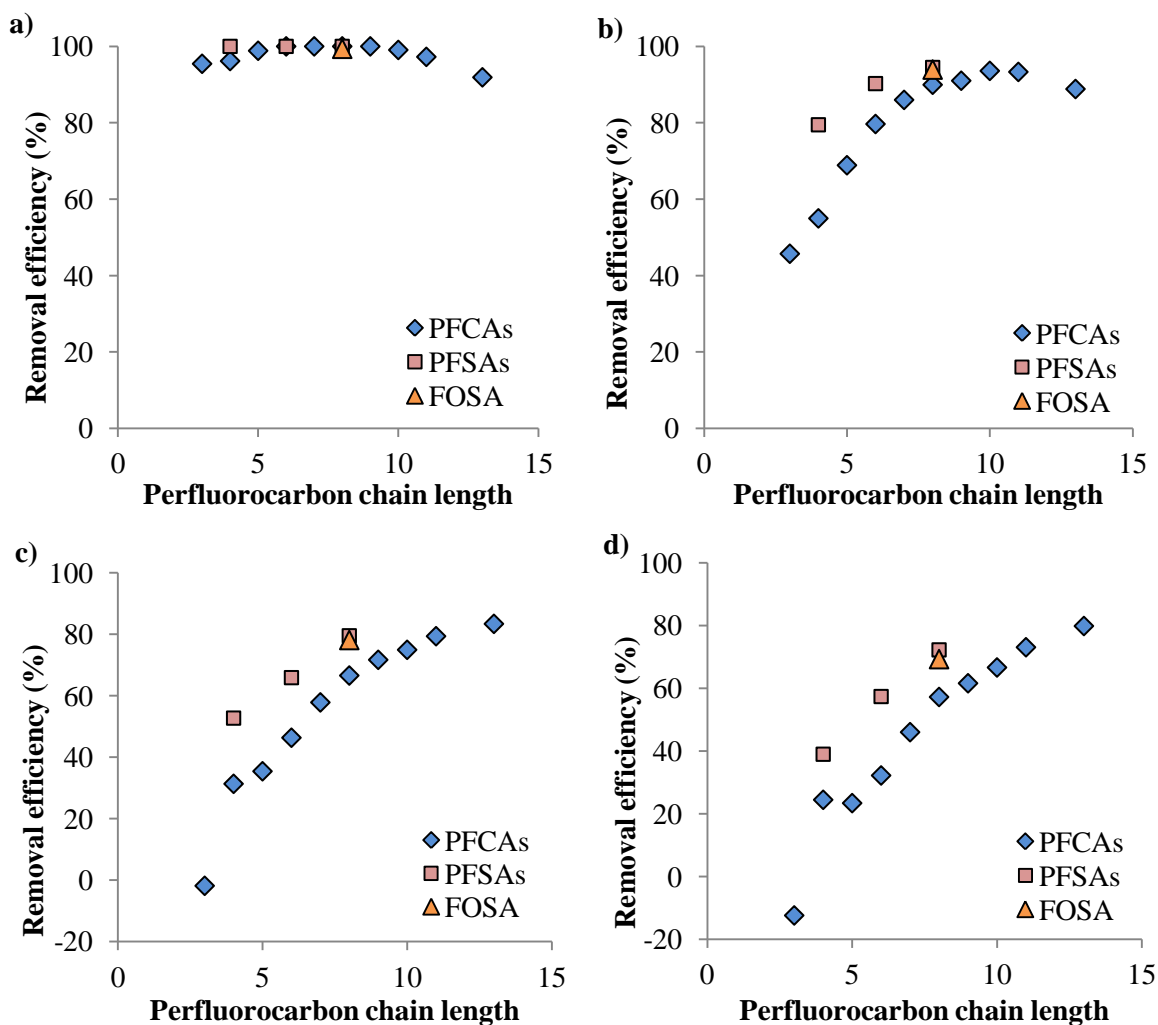 a)
Removal efficiency (%)
100
80
60
40
20
0
0 5 10 15
Perfluorocarbon chain length
PFCAs
PFSAs
FOSA
b)
Removal efficiency (%)
100
80
60
40
20
0
0 5 10 15
Perfluorocarbon chain length
PFCAs
PFSAs
FOSA
c)
Removal efficiency (%)
100
80
60
40
20
0
-20
0 5 10 15
Perfluorocarbon chain length
PFCAs
PFSAs
FOSA
d)
Removal efficiency (%)
100
80
60
40
20
0
-20
0 5 10 15
Perfluorocarbon chain length
PFCAs
PFSAs
FOSA